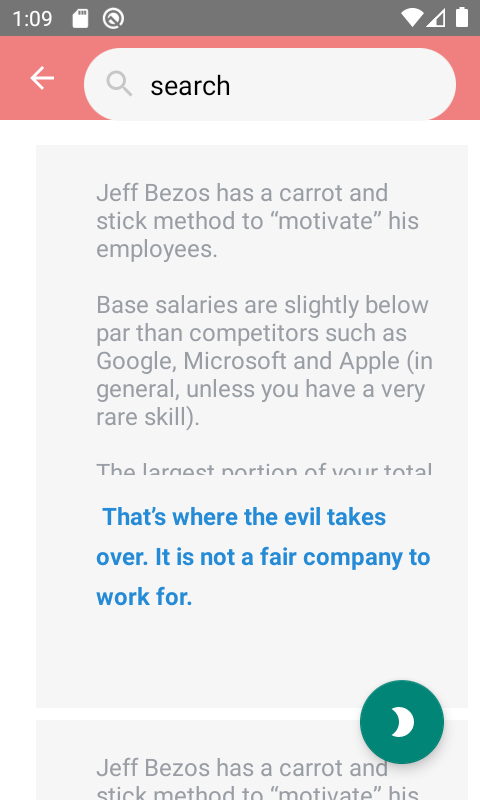 1:09
search
Jeff Bezos has a carrot and
stick method to “motivate” his
employees.
Base salaries are slightly below
par than competitors such as
Google, Microsoft and Apple (in
general, unless you have a very
rare skill).
The largest portion of your total
That’s where the evil takes
over. It is not a fair company to
work for.
Jeff Bezos has a carrot and
stick method to “motivate” his